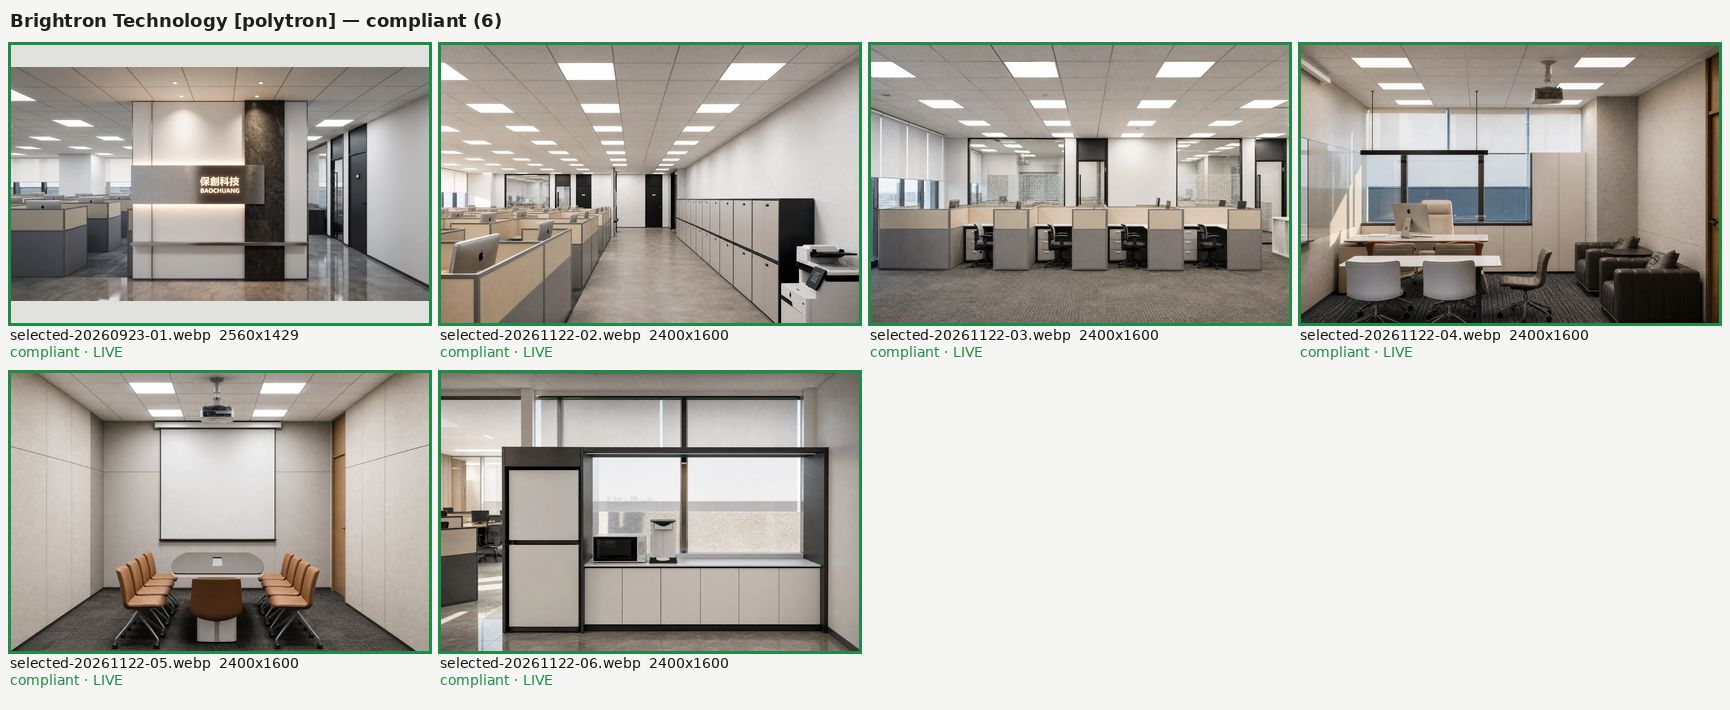 Brightron Technology [polytron] — compliant (6)
保創科技
BAOCHUANG
selected-20260923-01.webp 2560x1429
compliant · LIVE
selected-20261122-02.webp 2400x1600
compliant · LIVE
selected-20261122-03.webp 2400x1600
compliant · LIVE
selected-20261122-04.webp 2400x1600
compliant · LIVE
selected-20261122-05.webp 2400x1600
compliant · LIVE
selected-20261122-06.webp 2400x1600
compliant · LIVE